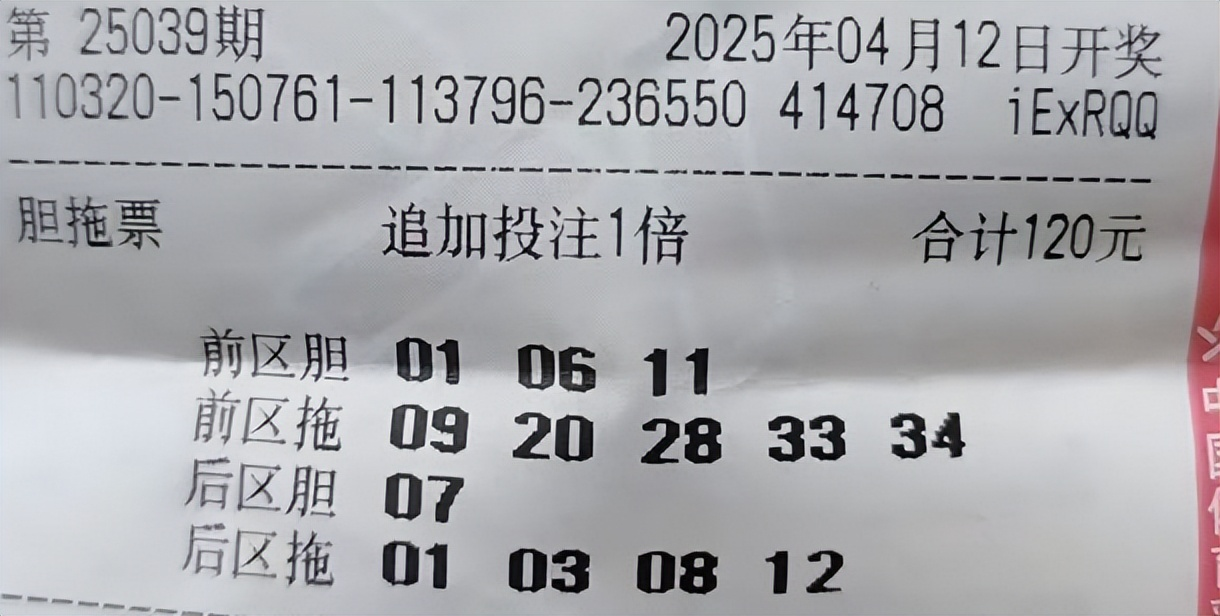 第 25039期 2025年04月12日开奖
110320-150761-113796-236550 414708 iExRQQ
胆拖票 追加投注1倍 合计120元
前区胆 01 06 11
前区拖 09 20 28 33 34
后区胆 07
后区拖 01 03 08 12
中国